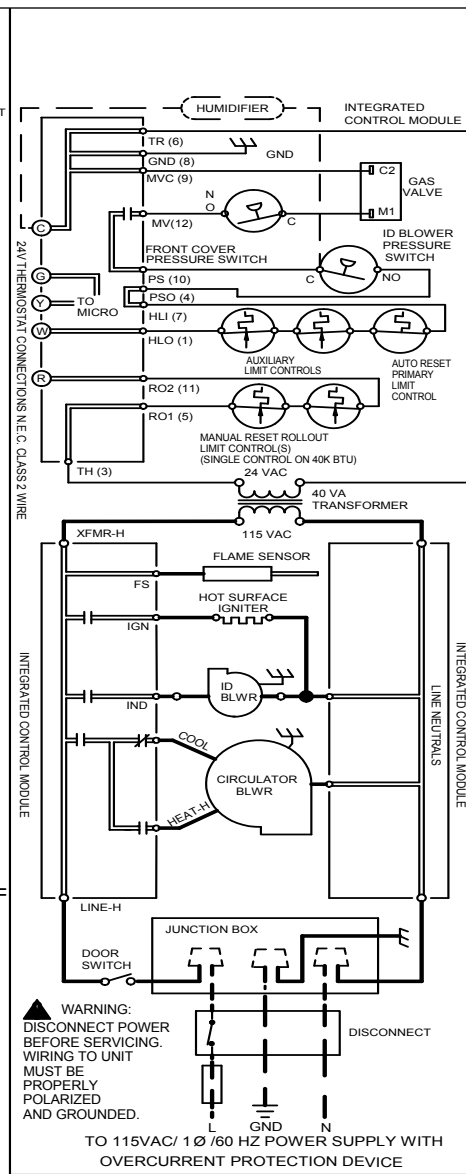 T
HUMIDIFIER
INTEGRATED
CONTROL MODULE
TR (6)
GND (8)
GND
MVC (9)
C2
GAS
VALVE
M1
N
O
C
MV(12)
C
FRONT COVER
PRESSURE SWITCH
ID BLOWER
PRESSURE
SWITCH
C
NO
G
Y
TO
MICRO
PS (10)
PSO (4)
HLI (7)
W
HLO (1)
AUXILIARY
LIMIT CONTROLS
AUTO RESET
PRIMARY
LIMIT
CONTROL
R
RO2 (11)
RO1 (5)
MANUAL RESET ROLLOUT
LIMIT CONTROL(S)
(SINGLE CONTROL ON 40K BTU)
TH (3)
24V THERMOSTAT CONNECTIONS N.E.C. CLASS 2 WIRE
24 VAC
40 VA
TRANSFORMER
115 VAC
XFMR-H
FLAME SENSOR
FS
HOT SURFACE
IGNITER
IGN
ID
BLWR
IND
COOL
CIRCULATOR
BLWR
HEAT-H
INTEGRATED CONTROL MODULE
LINE NEUTRALS
INTEGRATED CONTROL MODULE
LINE-H
JUNCTION BOX
DOOR
SWITCH
WARNING:
DISCONNECT POWER
BEFORE SERVICING.
WIRING TO UNIT
MUST BE
PROPERLY
POLARIZED
AND GROUNDED.
DISCONNECT
L
GND
N
TO 115VAC/ 1 Ø /60 HZ POWER SUPPLY WITH
OVERCURRENT PROTECTION DEVICE